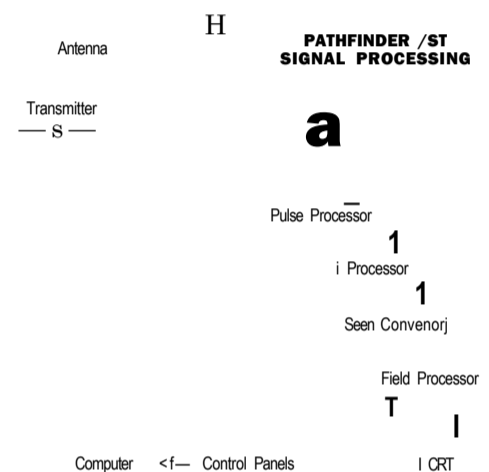 H
Antenna
PATHFINDER /ST
SIGNAL PROCESSING
Transmitter
— S —
a
Pulse Processor
1
i Processor
1
Seen Convenorj
Field Processor
T
I
Computer <f— Control Panels I CRT